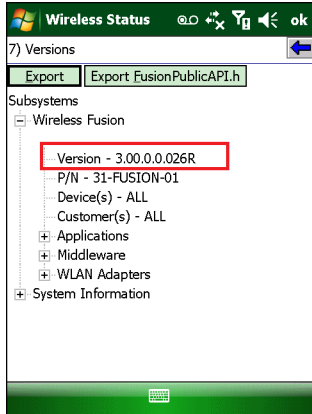 Wireless Status ok
7) Versions
Export Export FusionPublicAPI.h
Subsystems
Wireless Fusion
Version - 3.00.0.0.026R
P/N - 31-FUSION-01
Device(s) - ALL
Customer(s) - ALL
Applications
Middleware
WLAN Adapters
System Information